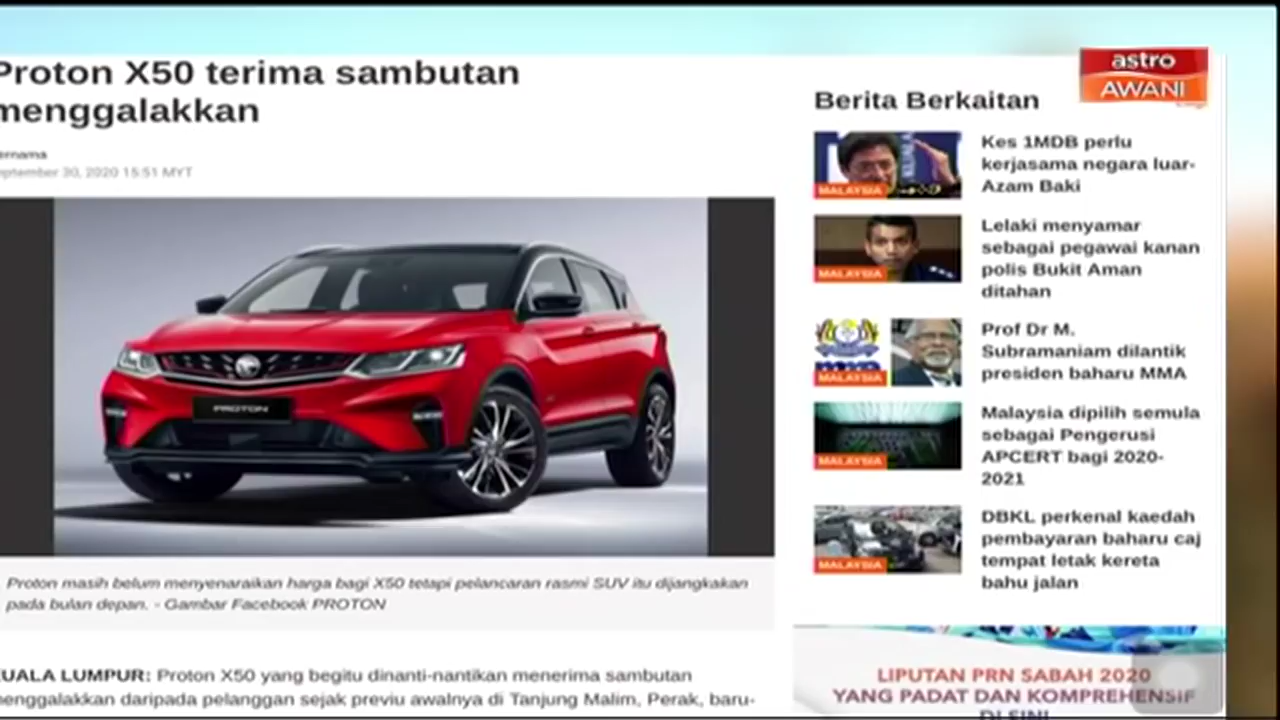 Proton X50 terima sambutan
menggalakkan
ernama
eptember 30, 2020 15:51 MYT
PROTON
Proton masih belum menyenaraikan harga bagi X50 tetapi pelancaran rasmi SUV itu dijangkakan
pada bulan depan. - Gambar Facebook PROTON
KUALA LUMPUR: Proton X50 yang begitu dinanti-nantikan menerima sambutan
menggalakkan daripada pelanggan sejak previu awalnya di Tanjung Malim, Perak, baru-
astro
AWANI
Berita Berkaitan
MALAYSIA
Kes 1MDB perlu
kerjasama negara luar-
Azam Baki
MALAYSIA
Lelaki menyamar
sebagai pegawai kanan
polis Bukit Aman
ditahan
MALAYSIA
Prof Dr M.
Subramaniam dilantik
presiden baharu MMA
MALAYSIA
Malaysia dipilih semula
sebagai Pengerusi
APCERT bagi 2020-
2021
MALAYSIA
DBKL perkenal kaedah
pembayaran baharu caj
tempat letak kereta
bahu jalan
LIPUTAN PRN SABAH 2020
YANG PADAT DAN KOMPREHENSIF
DI SINI